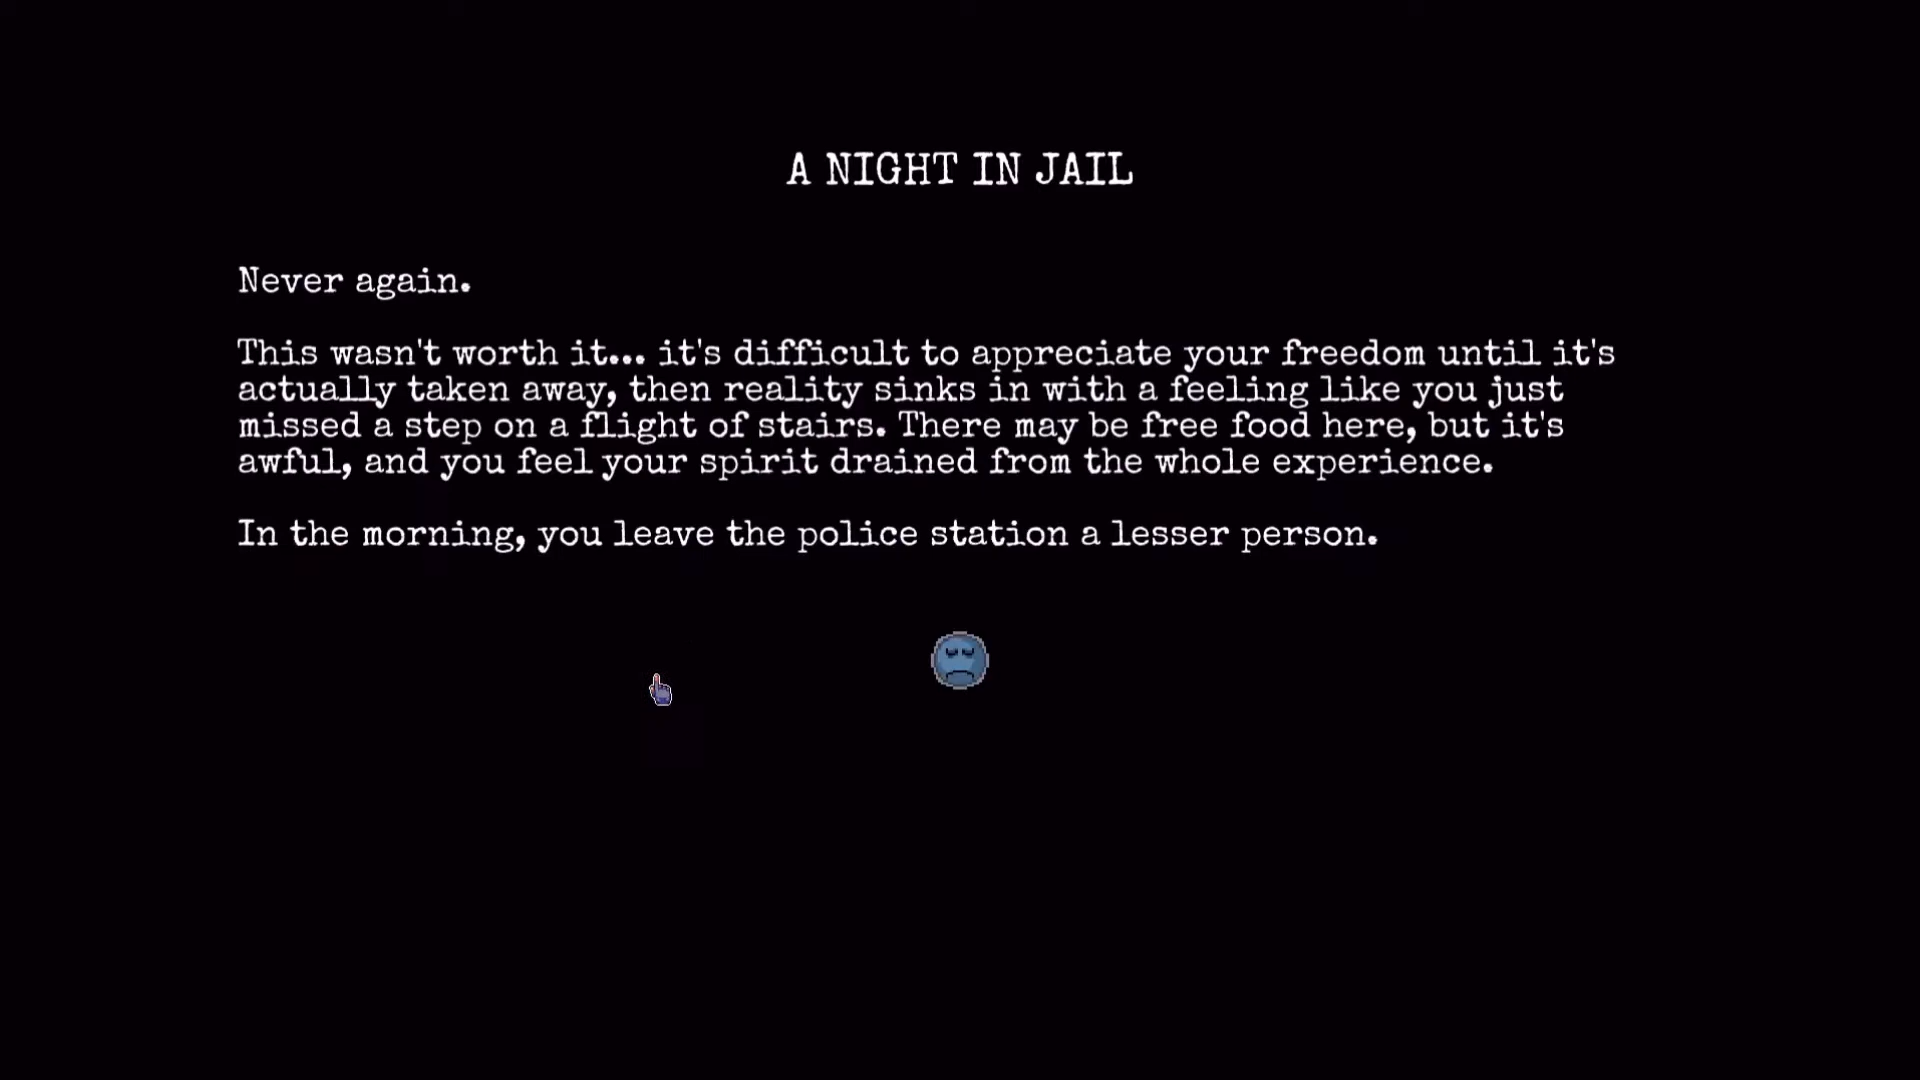 A NIGHT IN JAIL
Never again.
This wasn't worth it... it's difficult to appreciate your freedom until it's
actually taken away, then reality sinks in with a feeling like you just
missed a step on a flight of stairs. There may be free food here, but it's
awful, and you feel your spirit drained from the whole experience.
In the morning, you leave the police station a lesser person.